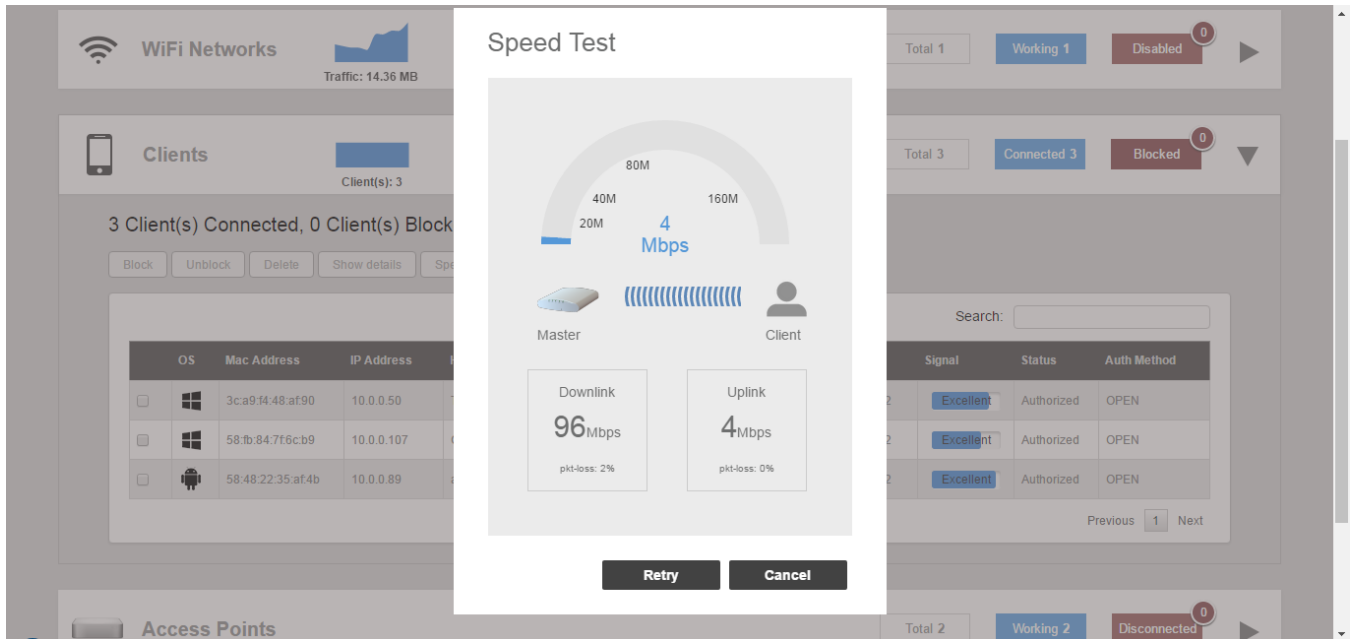 WiFi Networks
Traffic: 14.36 MB
Total 1
Working 1
Disabled
0
Clients
Client(s): 3
Total 3
Connected 3
Blocked
0
3 Client(s) Connected, 0 Client(s) Block
Block Unblock Delete Show details Spe
Search:
OS Mac Address IP Address Signal Status Auth Method
3c:a9:f4:48:af:90 10.0.0.50 2 Excellent Authorized OPEN
58:fb:84:7f:6c:b9 10.0.0.107 2 Excellent Authorized OPEN
58:48:22:35:af:4b 10.0.0.89 2 Excellent Authorized OPEN
Previous 1 Next
Access Points
Total 2
Working 2
Disconnected
0
Speed Test
80M
40M 160M
20M
4
Mbps
Master Client
Downlink Uplink
96Mbps 4Mbps
pkt-loss: 2% pkt-loss: 0%
Retry Cancel